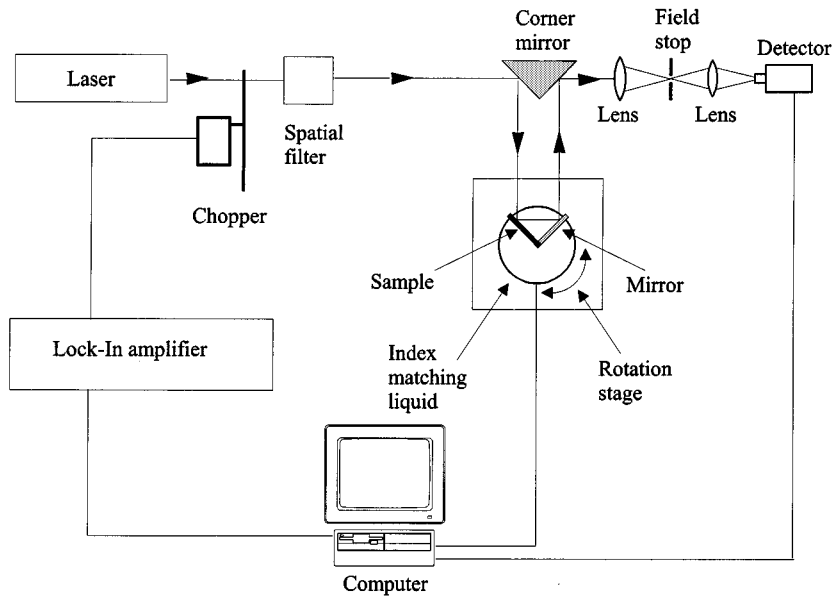 Corner
mirror
Field
stop
Detector
Laser
Lens
Lens
Spatial
filter
Chopper
Sample
Mirror
Lock-In amplifier
Index
matching
liquid
Rotation
stage
Computer